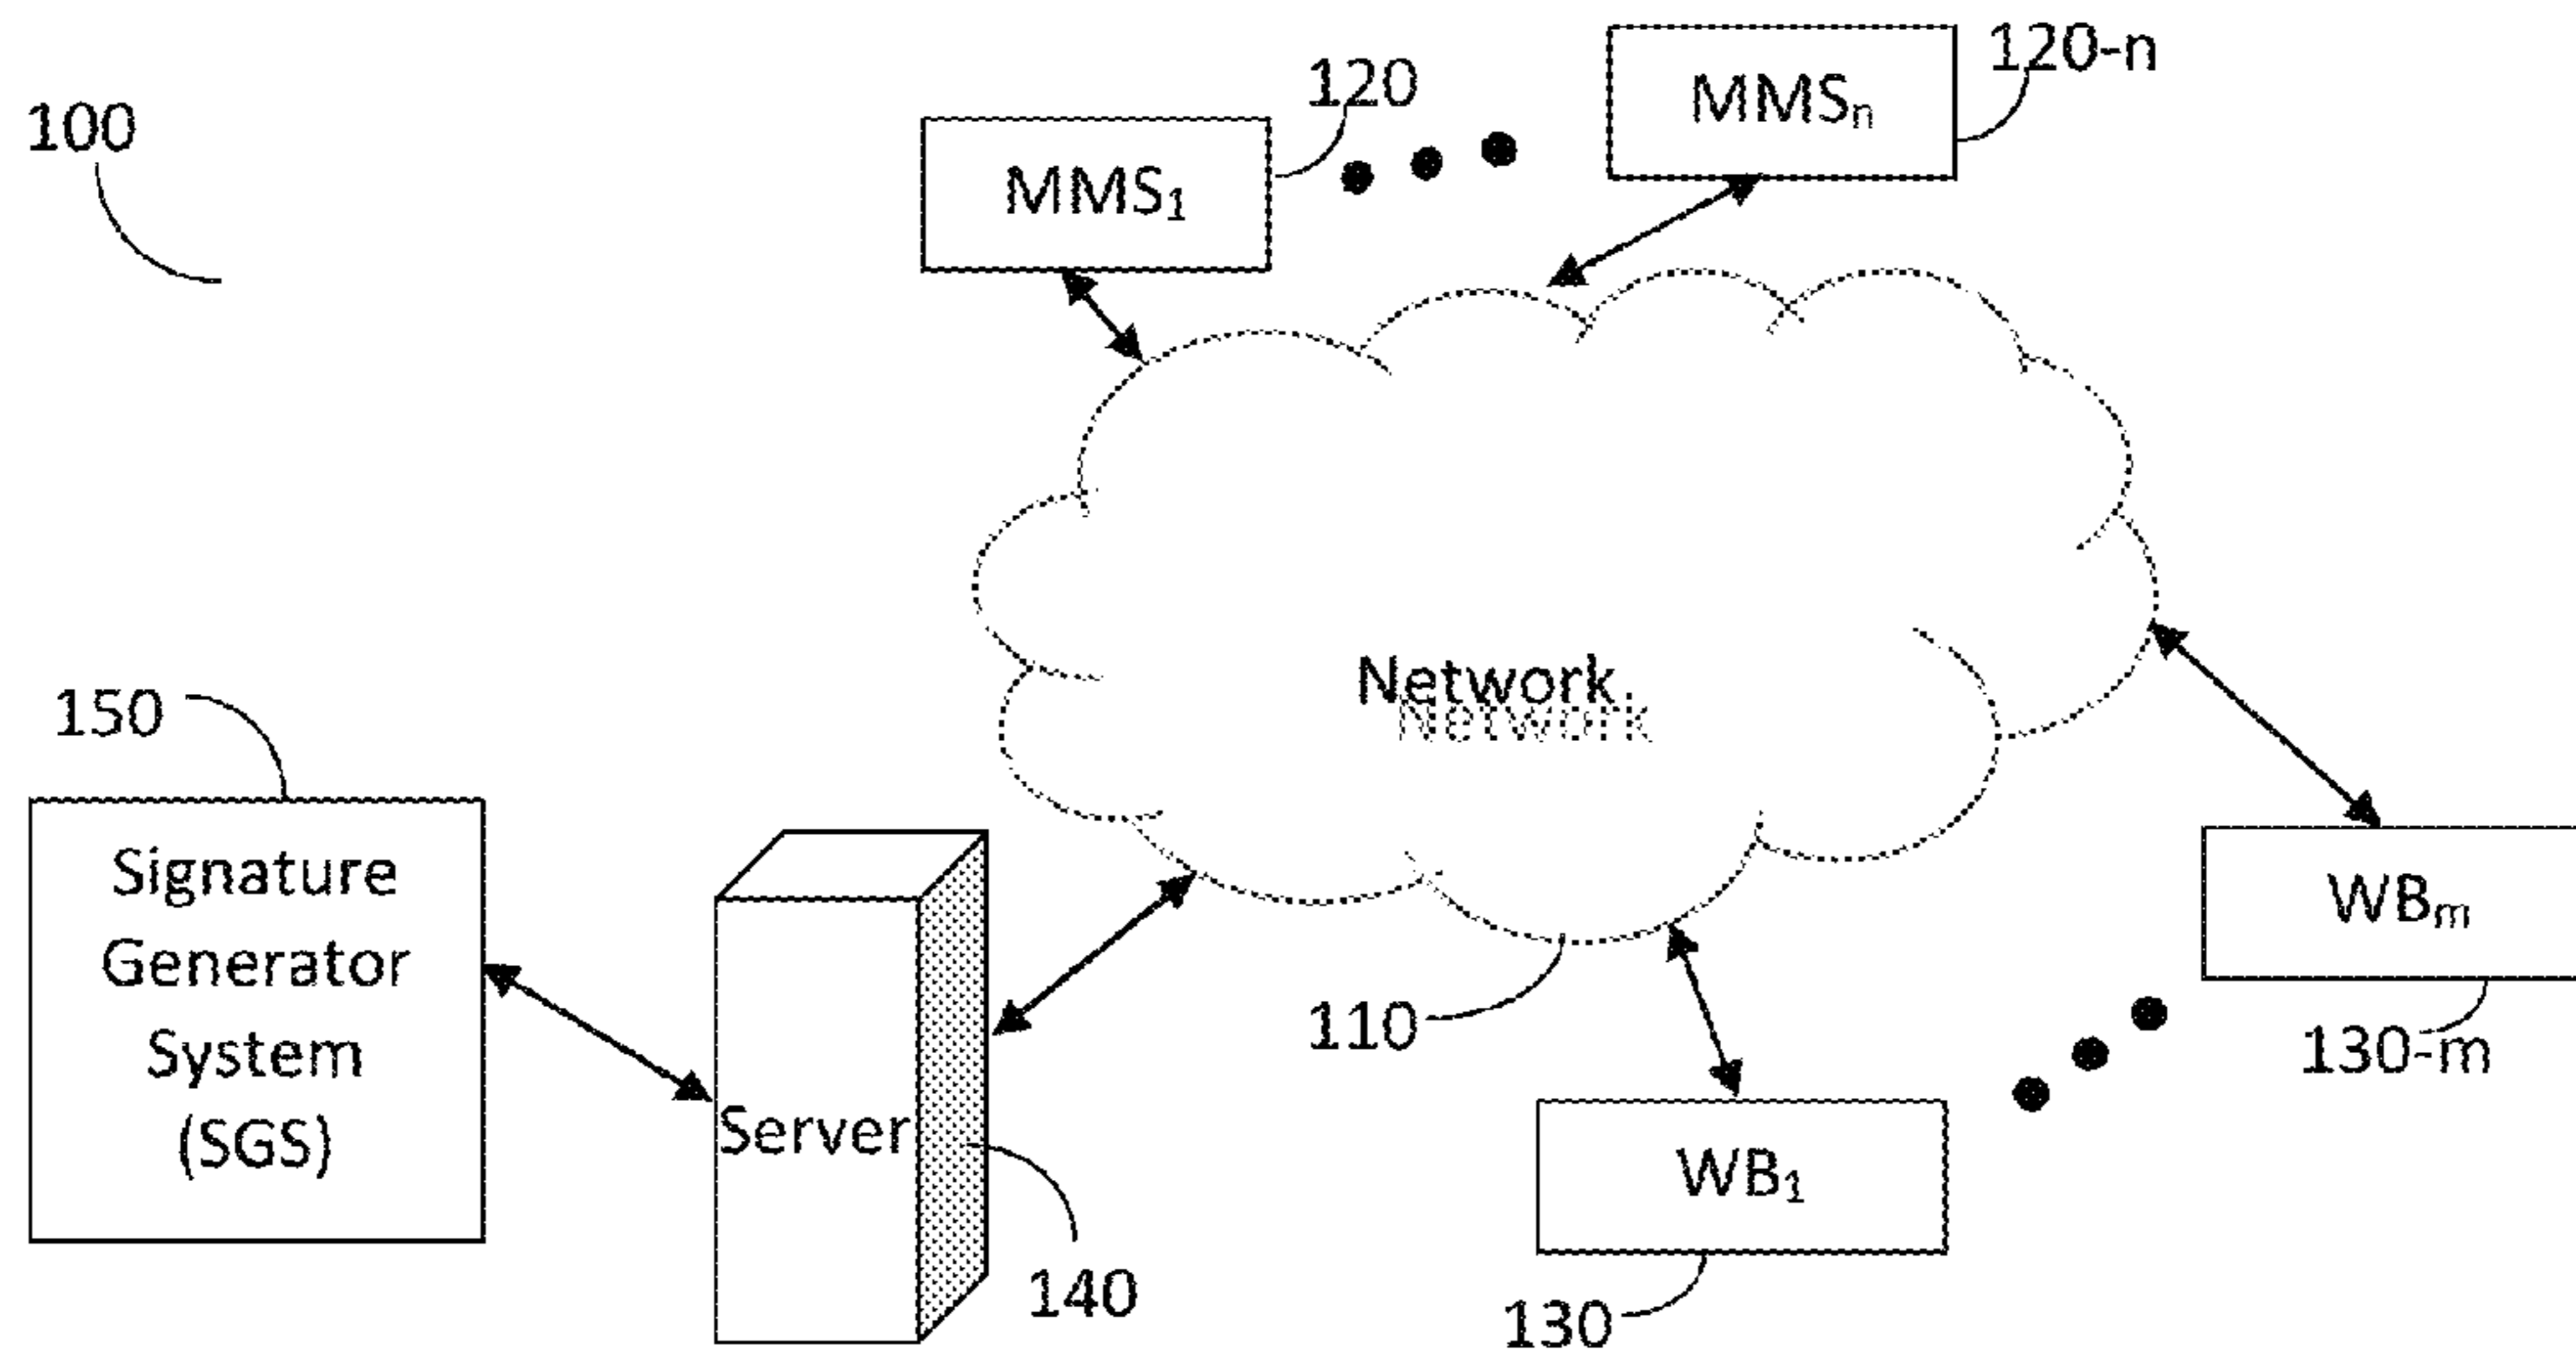 100
120
120-n
MMS₁
MMSₙ
Network
Network
150
Signature
Generator
System
(SGS)
Server
WBₘ
110
130-m
WB₁
140
130